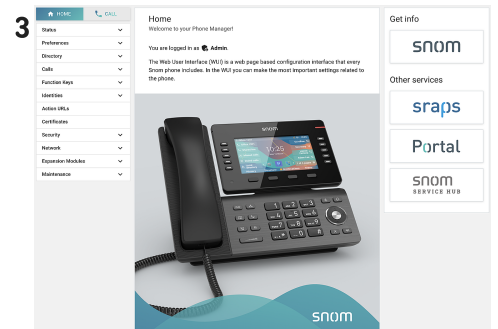 3
HOME
CALL
Status
Preferences
Directory
Calls
Function Keys
Identities
Action URLs
Certificates
Security
Network
Expansion Modules
Maintenance
Home
Welcome to your Phone Manager!
You are logged in as Admin.
The Web User Interface (WUI) is a web page based configuration interface that every
Snom phone includes. In the WUI you can make the most important settings related to
the phone.
snom
10:25
snom
Get info
snom
Other services
sraps
Portal
snom
SERVICE HUB